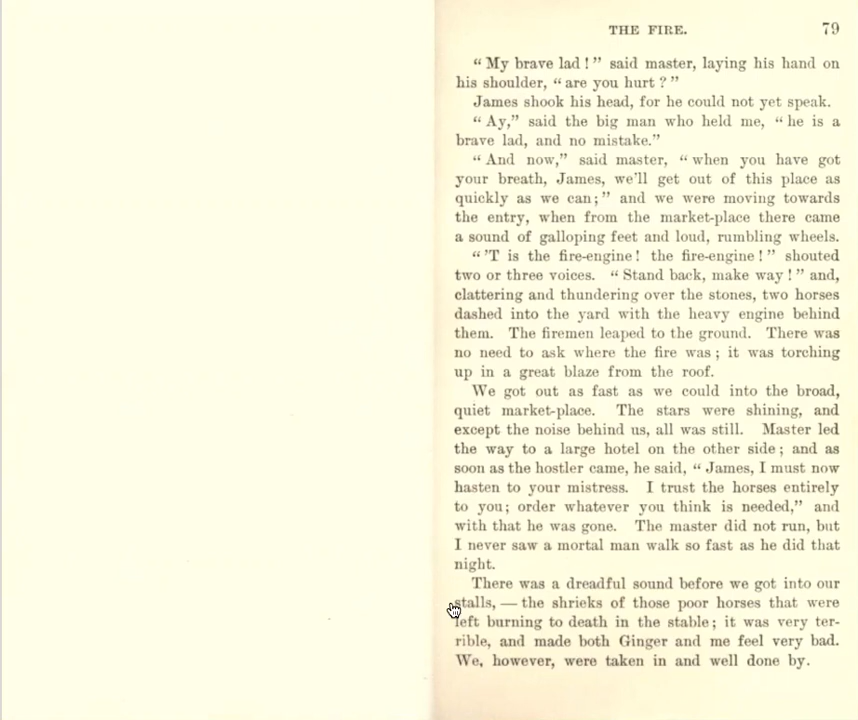 THE FIRE. 79
“ My brave lad ! ” said master, laying his hand on
his shoulder, “ are you hurt ? ”
James shook his head, for he could not yet speak.
“ Ay,” said the big man who held me, “ he is a
brave lad, and no mistake.”
“ And now,” said master, “ when you have got
your breath, James, we'll get out of this place as
quickly as we can ; ” and we were moving towards
the entry, when from the market-place there came
a sound of galloping feet and loud, rumbling wheels.
“ 'T is the fire-engine ! the fire-engine ! ” shouted
two or three voices. “ Stand back, make way ! ” and,
clattering and thundering over the stones, two horses
dashed into the yard with the heavy engine behind
them. The firemen leaped to the ground. There was
no need to ask where the fire was ; it was torching
up in a great blaze from the roof.
We got out as fast as we could into the broad,
quiet market-place. The stars were shining, and
except the noise behind us, all was still. Master led
the way to a large hotel on the other side ; and as
soon as the hostler came, he said, “ James, I must now
hasten to your mistress. I trust the horses entirely
to you ; order whatever you think is needed,” and
with that he was gone. The master did not run, but
I never saw a mortal man walk so fast as he did that
night.
There was a dreadful sound before we got into our
stalls, — the shrieks of those poor horses that were
left burning to death in the stable ; it was very ter-
rible, and made both Ginger and me feel very bad.
We, however, were taken in and well done by.